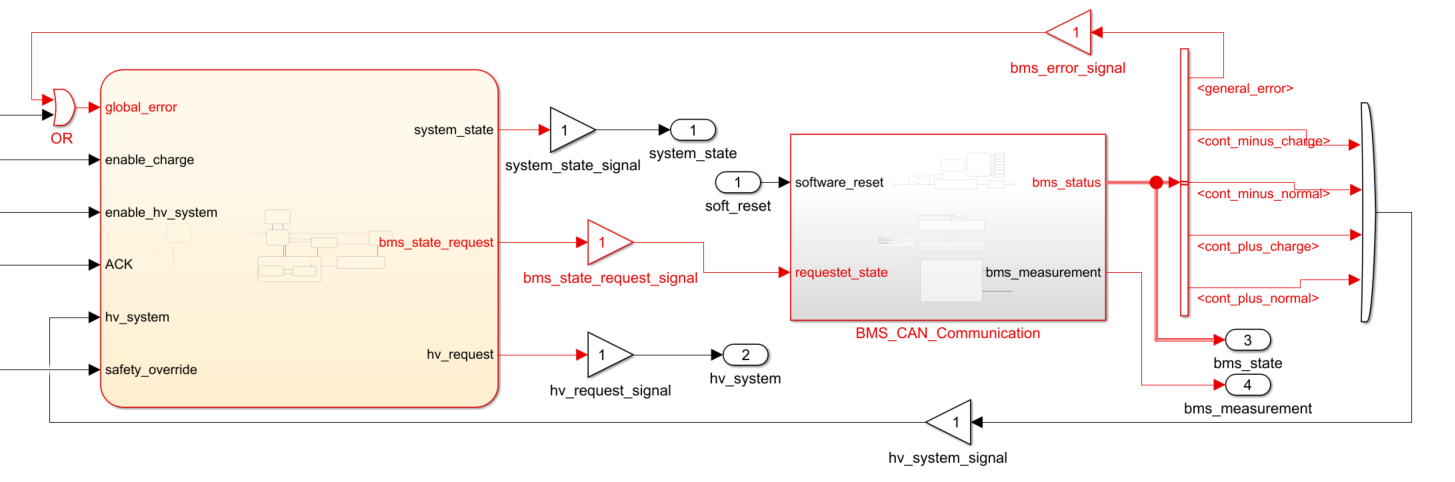 1
bms_error_signal
<general_error>
OR
global_error
enable_charge
enable_hv_system
ACK
hv_system
safety_override
system_state
bms_state_request
hv_request
1
system_state_signal
1
system_state
1
bms_state_request_signal
1
hv_request_signal
2
hv_system
1
soft_reset
software_reset
requestet_state
bms_status
bms_measurement
BMS_CAN_Communication
<cont_minus_charge>
<cont_minus_normal>
<cont_plus_charge>
<cont_plus_normal>
3
bms_state
4
bms_measurement
1
hv_system_signal